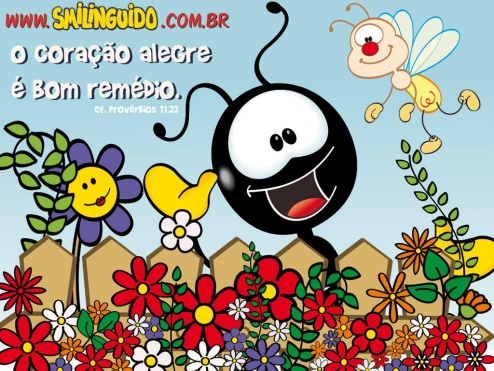 www.SMILINGUIDO.COM.BR
O CORAÇÃO ALEGRE
É BOM REMÉDIO.
Cf. Provérbios 17.22